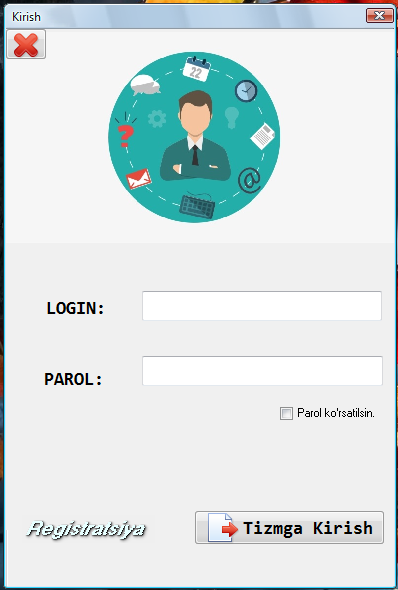 Kirish
22
?
@
LOGIN:
PAROL:
Parol ko'rsatilsin.
Registratsiya
Tizmga Kirish